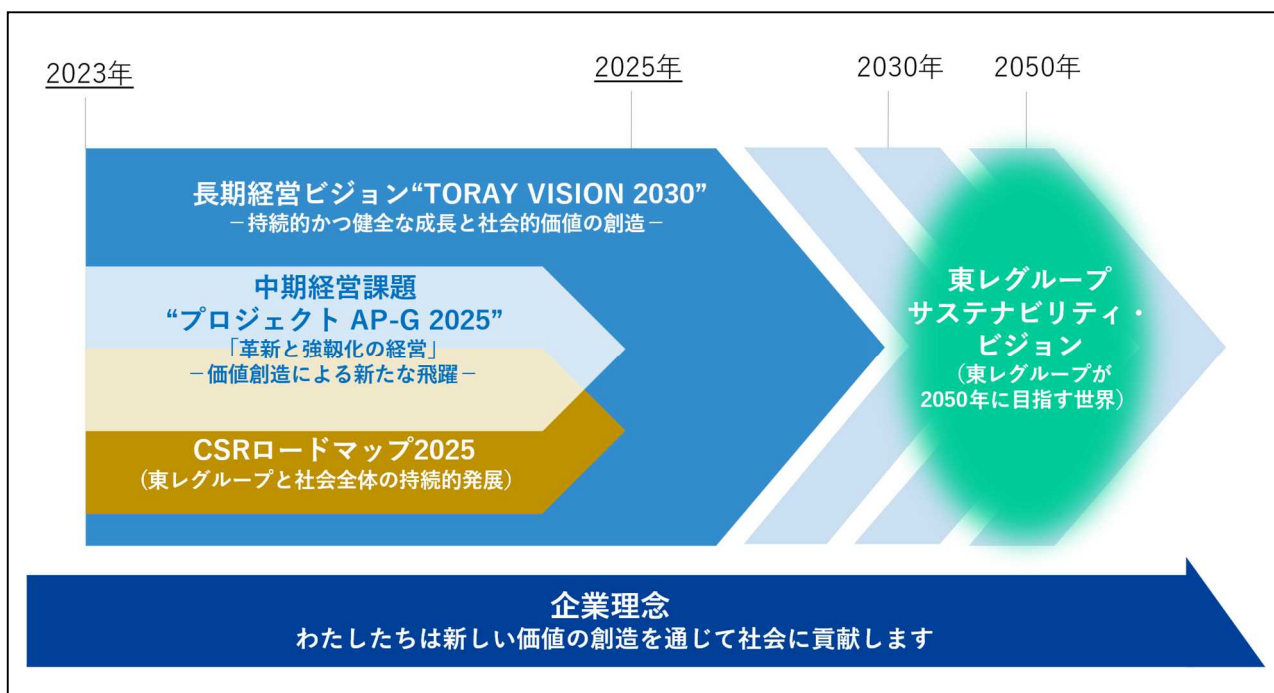 2023年
2025年
2030年
2050年
長期経営ビジョン“TORAY VISION 2030”
－持続的かつ健全な成長と社会的価値の創造－
中期経営課題
“プロジェクト AP-G 2025”
「革新と強靱化の経営」
－価値創造による新たな飛躍－
CSRロードマップ2025
（東レグループと社会全体の持続的発展）
東レグループ
サステナビリティ・
ビジョン
（東レグループが
2050年に目指す世界）
企業理念
わたしたちは新しい価値の創造を通じて社会に貢献します